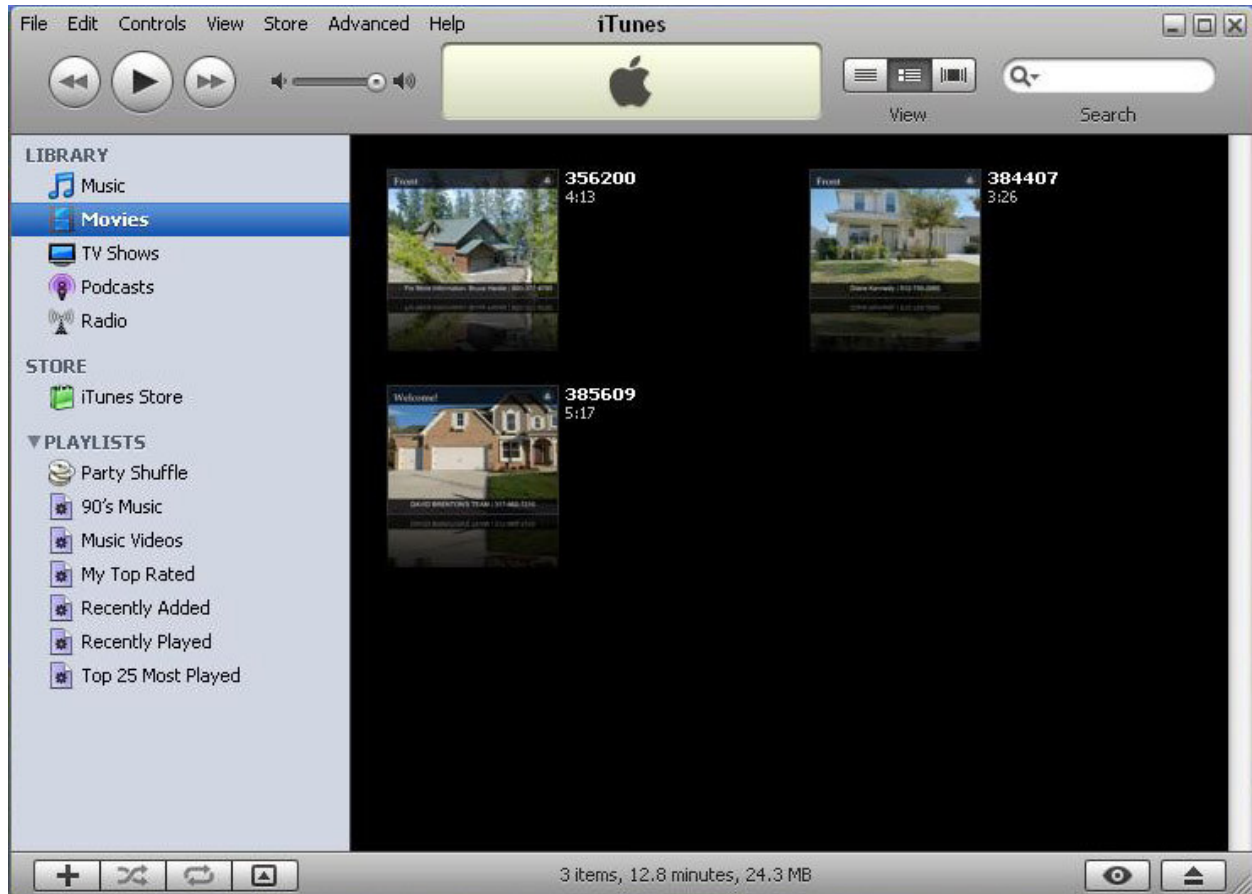 File Edit Controls View Store Advanced Help iTunes
View Search
LIBRARY
Music
Movies
TV Shows
Podcasts
Radio
STORE
iTunes Store
PLAYLISTS
Party Shuffle
90's Music
Music Videos
My Top Rated
Recently Added
Recently Played
Top 25 Most Played
Front
356200
4:13
Front
384407
3:26
Welcome!
385609
5:17
DAVID BRENTON'S TEAM
3 items, 12.8 minutes, 24.3 MB